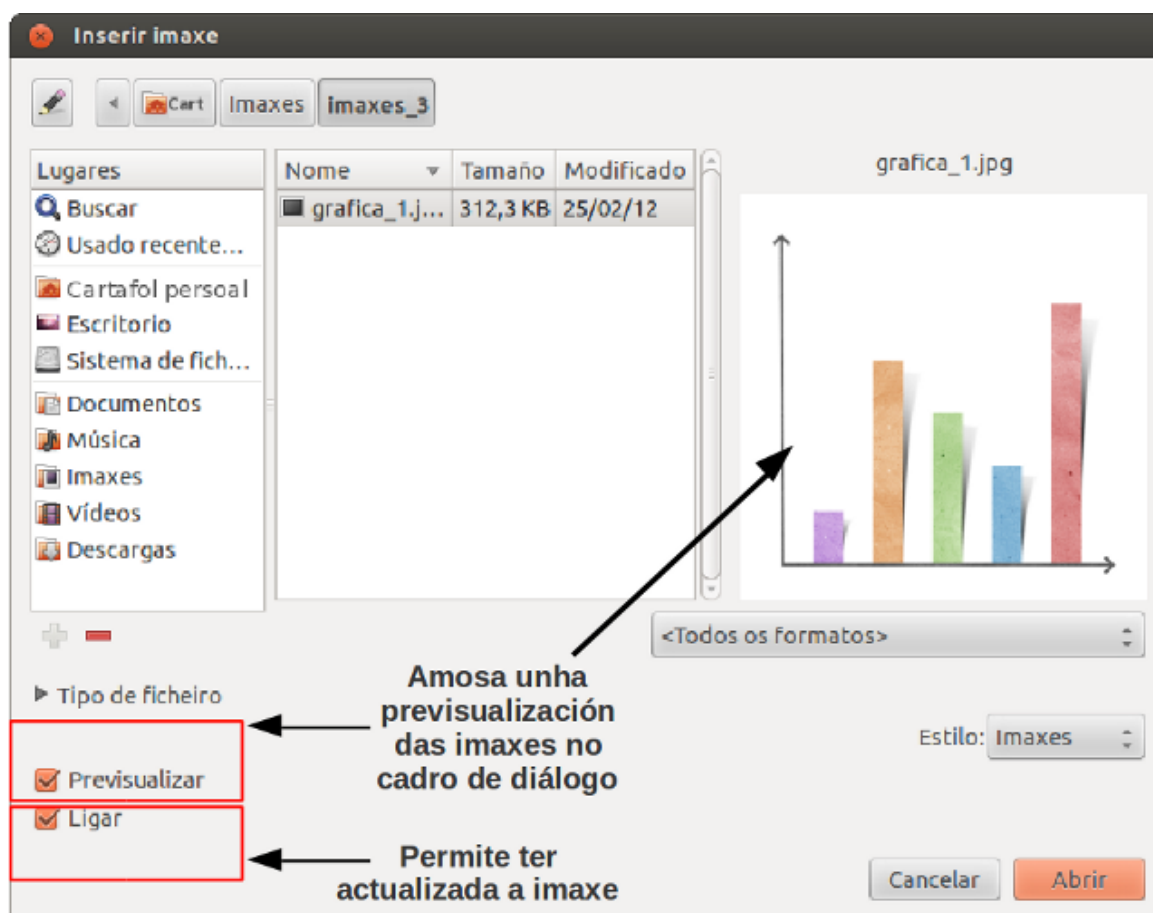 Inserir imaxe
Cart Imaxes imaxes_3
Lugares
Buscar
Usado recente...
Cartafol persoal
Escritorio
Sistema de fich...
Documentos
Música
Imaxes
Vídeos
Descargas
Nome Tamaño Modificado
grafica_1.j... 312,3 KB 25/02/12
grafica_1.jpg
<Todos os formatos>
Tipo de ficheiro
Amosa unha
previsualización
das imaxes no
cadro de diálogo
Estilo: Imaxes
Previsualizar
Ligar
Permite ter
actualizada a imaxe
Cancelar Abrir